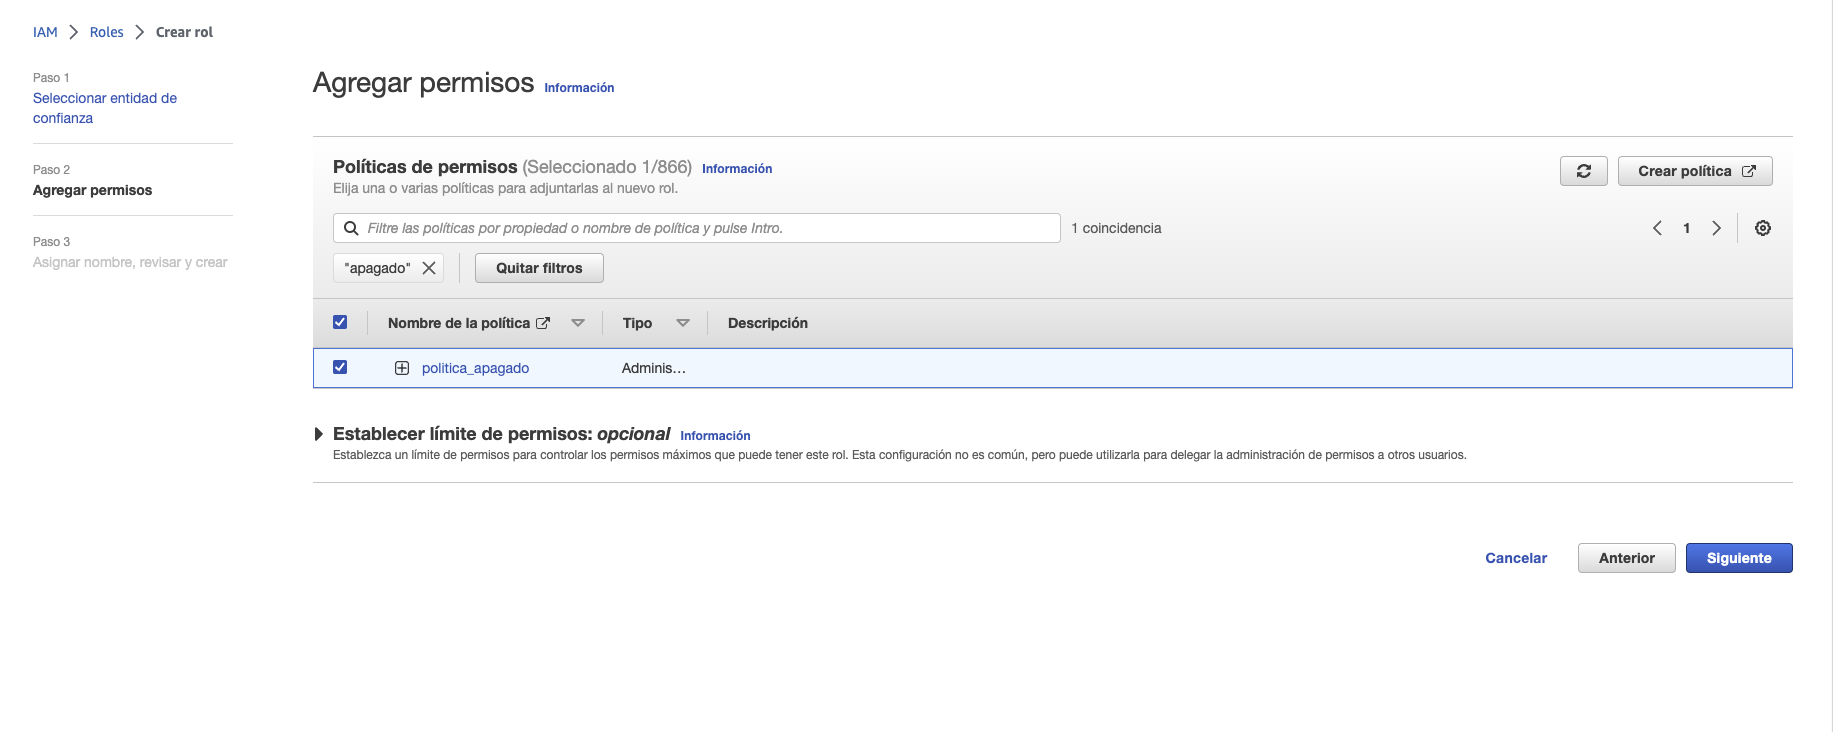 IAM > Roles > Crear rol
Paso 1
Seleccionar entidad de
confianza
Paso 2
Agregar permisos
Paso 3
Asignar nombre, revisar y crear
Agregar permisos Información
Políticas de permisos (Seleccionado 1/866) Información
Elija una o varias políticas para adjuntarlas al nuevo rol.
Crear política
Filtre las políticas por propiedad o nombre de política y pulse Intro.
1 coincidencia
1
"apagado"
Quitar filtros
Nombre de la política
Tipo
Descripción
politica_apagado
Adminis...
Establecer límite de permisos: opcional Información
Establezca un límite de permisos para controlar los permisos máximos que puede tener este rol. Esta configuración no es común, pero puede utilizarla para delegar la administración de permisos a otros usuarios.
Cancelar
Anterior
Siguiente